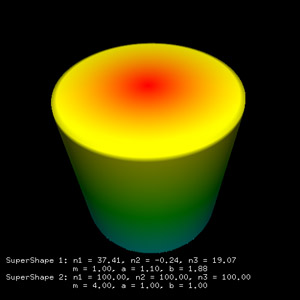 SuperShape 1: n1 = 37.41, n2 = -0.24, n3 = 19.07
m = 1.00, a = 1.10, b = 1.88
SuperShape 2: n1 = 100.00, n2 = 100.00, n3 = 100.00
m = 4.00, a = 1.00, b = 1.00